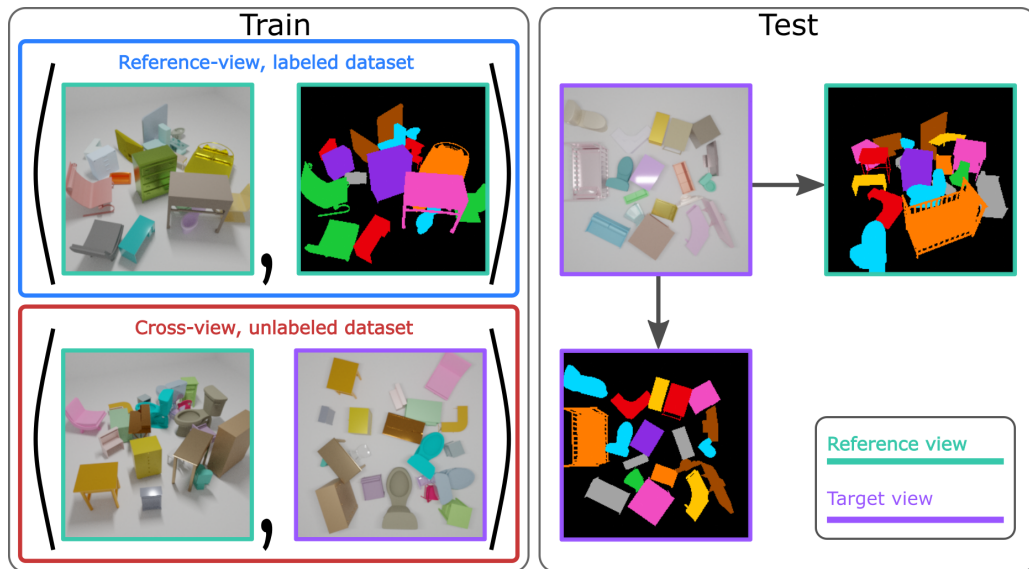 Train
Reference-view, labeled dataset
( , )
Cross-view, unlabeled dataset
( , )
Test
Reference view
Target view